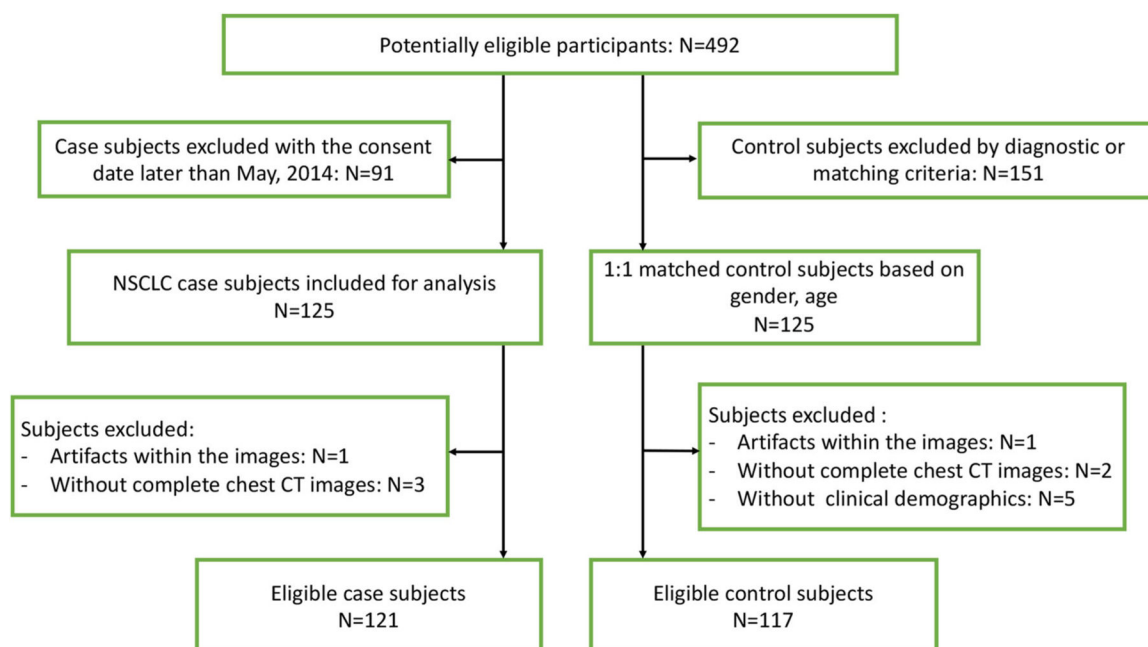 Potentially eligible participants: N=492
Case subjects excluded with the consent
date later than May, 2014: N=91
Control subjects excluded by diagnostic or
matching criteria: N=151
NSCLC case subjects included for analysis
N=125
1:1 matched control subjects based on
gender, age
N=125
Subjects excluded:
- Artifacts within the images: N=1
- Without complete chest CT images: N=3
Subjects excluded :
- Artifacts within the images: N=1
- Without complete chest CT images: N=2
- Without clinical demographics: N=5
Eligible case subjects
N=121
Eligible control subjects
N=117